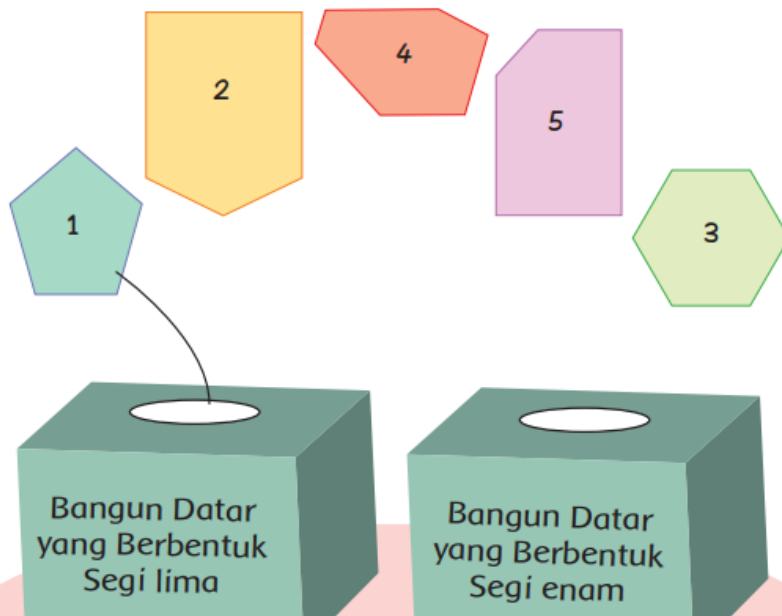 4
2
5
1
3
Bangun Datar
yang Berbentuk
Segi lima
Bangun Datar
yang Berbentuk
Segi enam